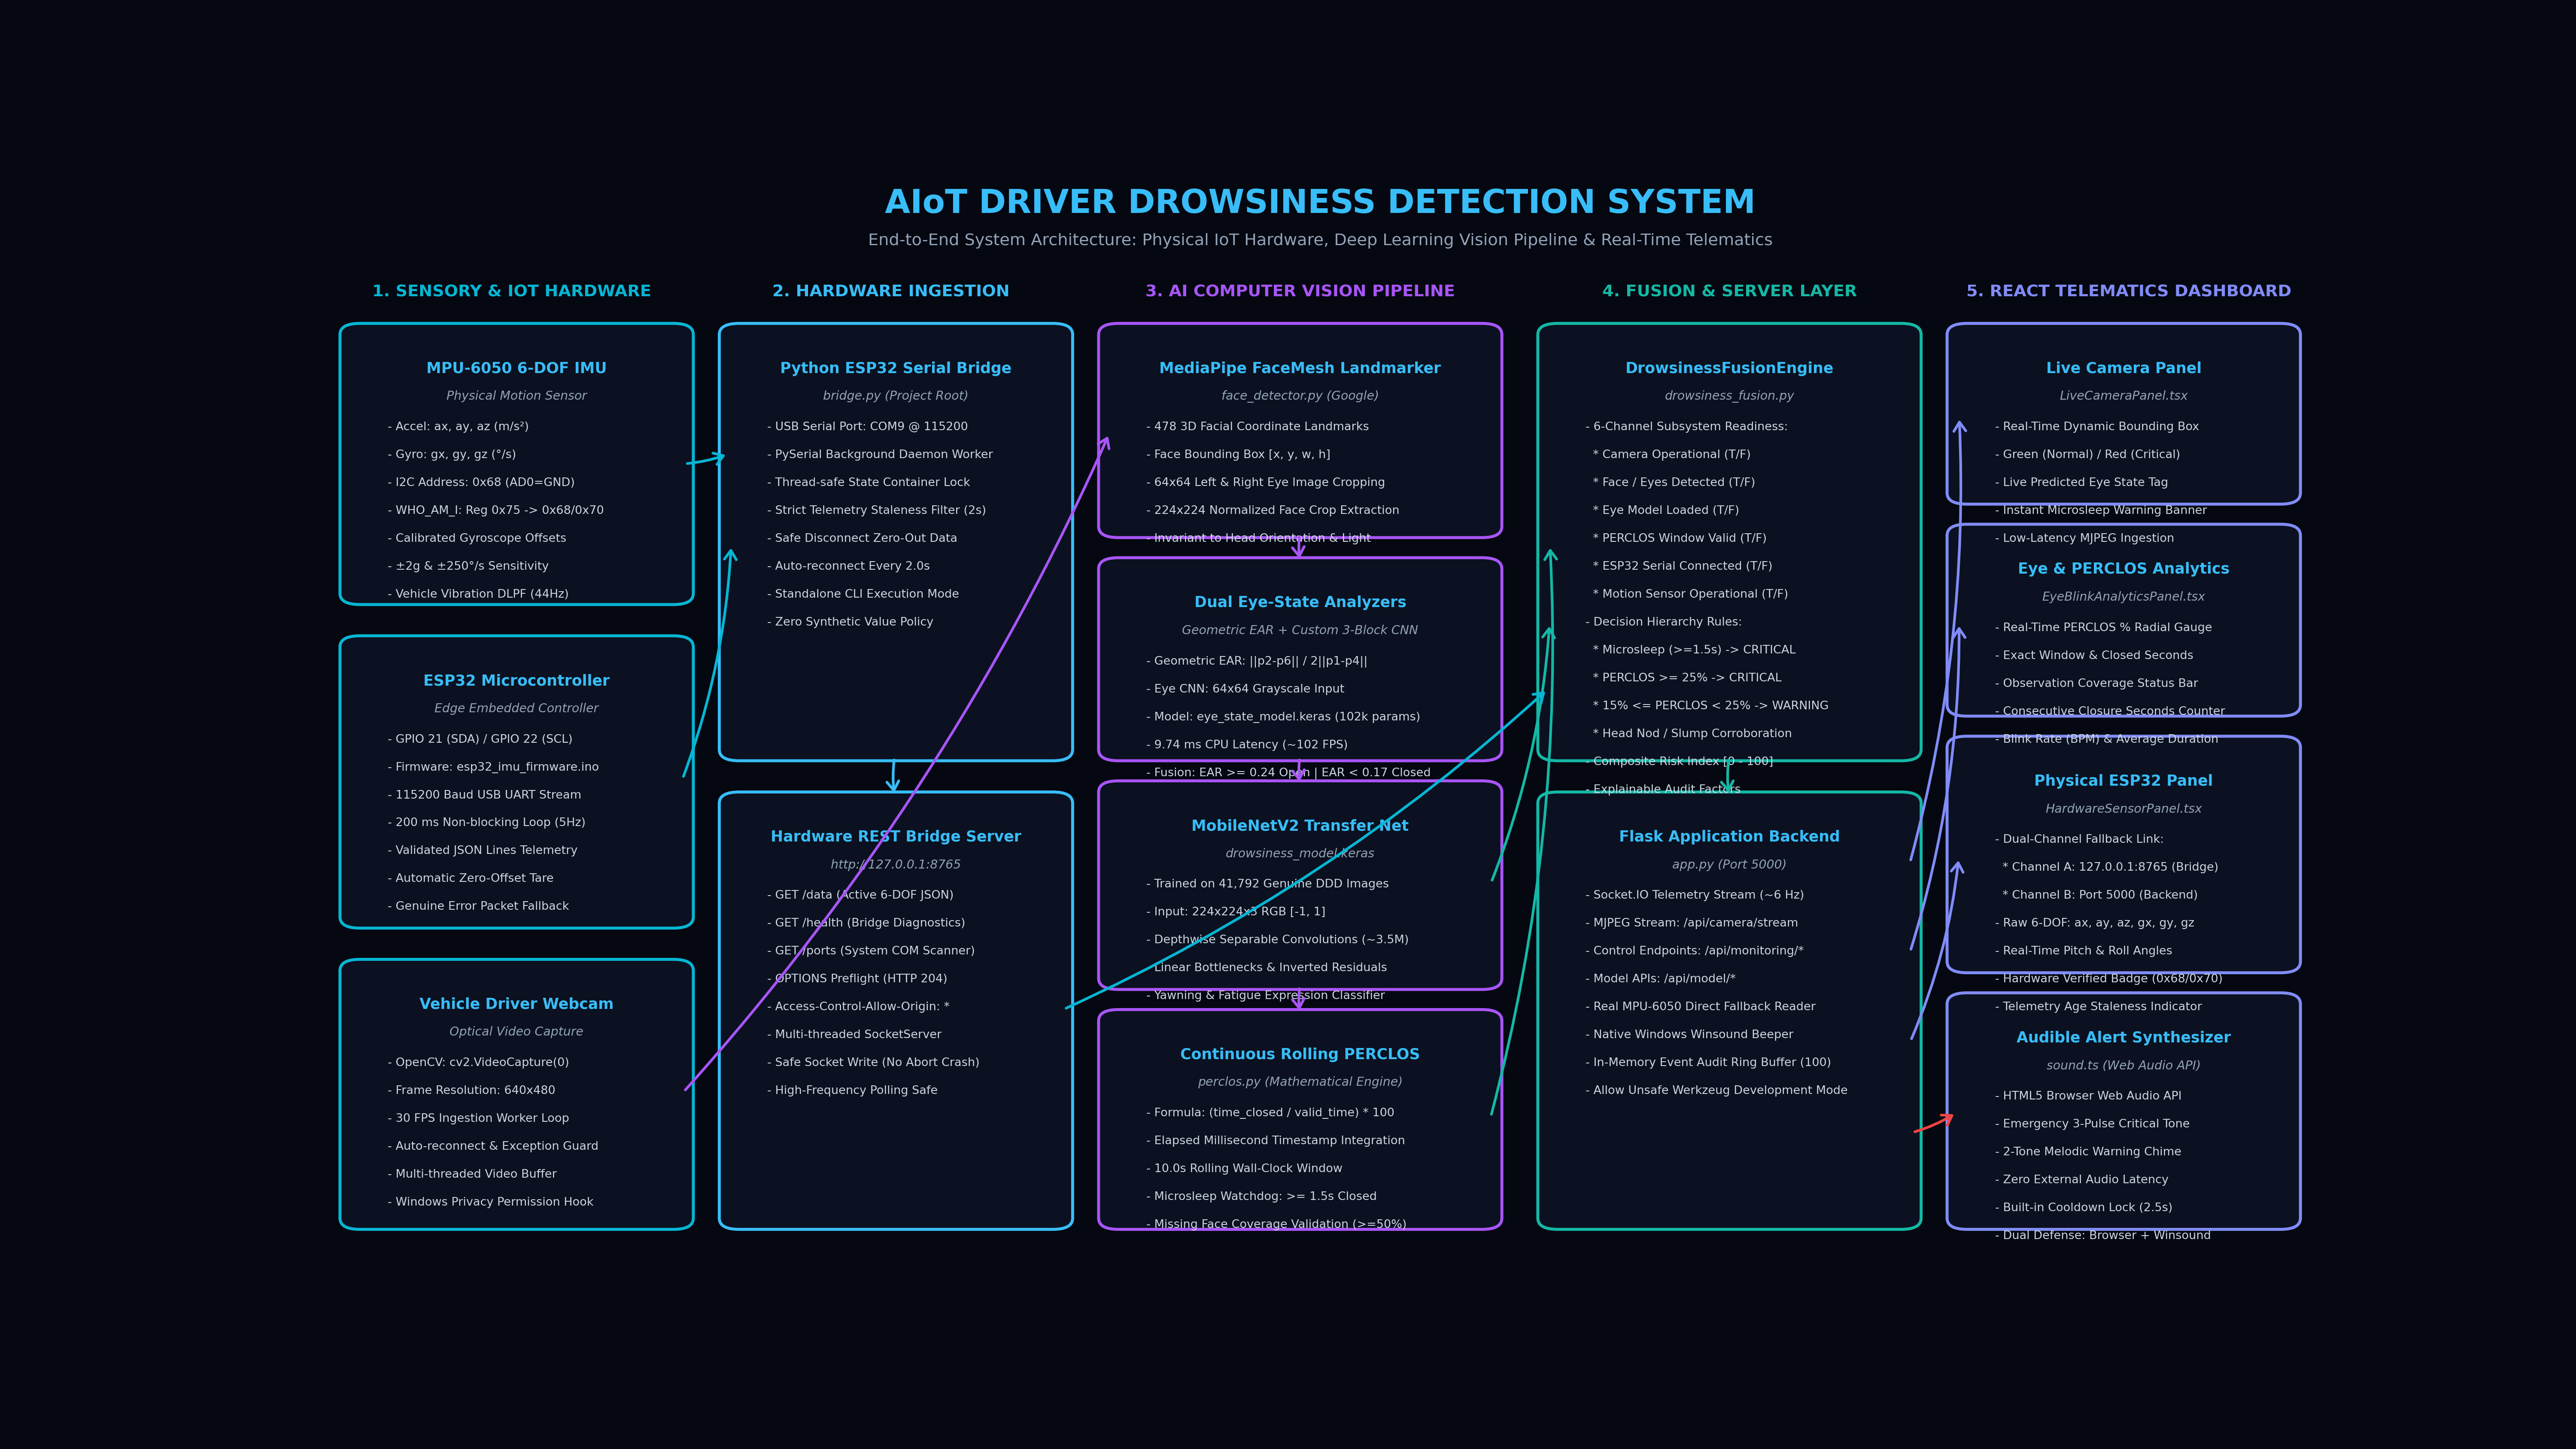 AIoT DRIVER DROWSINESS DETECTION SYSTEM
End-to-End System Architecture: Physical IoT Hardware, Deep Learning Vision Pipeline & Real-Time Telematics
1. SENSORY & IOT HARDWARE
MPU-6050 6-DOF IMU
Physical Motion Sensor
- Accel: ax, ay, az (m/s²)
- Gyro: gx, gy, gz (°/s)
- I2C Address: 0x68 (AD0=GND)
- WHO_AM_I: Reg 0x75 -> 0x68/0x70
- Calibrated Gyroscope Offsets
- ±2g & ±250°/s Sensitivity
- Vehicle Vibration DLPF (44Hz)
ESP32 Microcontroller
Edge Embedded Controller
- GPIO 21 (SDA) / GPIO 22 (SCL)
- Firmware: esp32_imu_firmware.ino
- 115200 Baud USB UART Stream
- 200 ms Non-blocking Loop (5Hz)
- Validated JSON Lines Telemetry
- Automatic Zero-Offset Tare
- Genuine Error Packet Fallback
Vehicle Driver Webcam
Optical Video Capture
- OpenCV: cv2.VideoCapture(0)
- Frame Resolution: 640x480
- 30 FPS Ingestion Worker Loop
- Auto-reconnect & Exception Guard
- Multi-threaded Video Buffer
- Windows Privacy Permission Hook
2. HARDWARE INGESTION
Python ESP32 Serial Bridge
bridge.py (Project Root)
- USB Serial Port: COM9 @ 115200
- PySerial Background Daemon Worker
- Thread-safe State Container Lock
- Strict Telemetry Staleness Filter (2s)
- Safe Disconnect Zero-Out Data
- Auto-reconnect Every 2.0s
- Standalone CLI Execution Mode
- Zero Synthetic Value Policy
Hardware REST Bridge Server
http://127.0.0.1:8765
- GET /data (Active 6-DOF JSON)
- GET /health (Bridge Diagnostics)
- GET /ports (System COM Scanner)
- OPTIONS Preflight (HTTP 204)
- Access-Control-Allow-Origin: *
- Multi-threaded SocketServer
- Safe Socket Write (No Abort Crash)
- High-Frequency Polling Safe
3. AI COMPUTER VISION PIPELINE
MediaPipe FaceMesh Landmarker
face_detector.py (Google)
- 478 3D Facial Coordinate Landmarks
- Face Bounding Box [x, y, w, h]
- 64x64 Left & Right Eye Image Cropping
- 224x224 Normalized Face Crop Extraction
- Invariant to Head Orientation & Light
Dual Eye-State Analyzers
Geometric EAR + Custom 3-Block CNN
- Geometric EAR: ||p2-p6|| / 2||p1-p4||
- Eye CNN: 64x64 Grayscale Input
- Model: eye_state_model.keras (102k params)
- 9.74 ms CPU Latency (~102 FPS)
- Fusion: EAR >= 0.24 Open | EAR < 0.17 Closed
MobileNetV2 Transfer Net
drowsiness_model.keras
- Trained on 41,792 Genuine DDD Images
- Input: 224x224x3 RGB [-1, 1]
- Depthwise Separable Convolutions (~3.5M)
- Linear Bottlenecks & Inverted Residuals
- Yawning & Fatigue Expression Classifier
Continuous Rolling PERCLOS
perclos.py (Mathematical Engine)
- Formula: (time_closed / valid_time) * 100
- Elapsed Millisecond Timestamp Integration
- 10.0s Rolling Wall-Clock Window
- Microsleep Watchdog: >= 1.5s Closed
- Missing Face Coverage Validation (>=50%)
4. FUSION & SERVER LAYER
DrowsinessFusionEngine
drowsiness_fusion.py
- 6-Channel Subsystem Readiness:
* Camera Operational (T/F)
* Face / Eyes Detected (T/F)
* Eye Model Loaded (T/F)
* PERCLOS Window Valid (T/F)
* ESP32 Serial Connected (T/F)
* Motion Sensor Operational (T/F)
- Decision Hierarchy Rules:
* Microsleep (>=1.5s) -> CRITICAL
* PERCLOS >= 25% -> CRITICAL
* 15% <= PERCLOS < 25% -> WARNING
* Head Nod / Slump Corroboration
- Composite Risk Index [0 - 100]
- Explainable Audit Factors
Flask Application Backend
app.py (Port 5000)
- Socket.IO Telemetry Stream (~6 Hz)
- MJPEG Stream: /api/camera/stream
- Control Endpoints: /api/monitoring/*
- Model APIs: /api/model/*
- Real MPU-6050 Direct Fallback Reader
- Native Windows Winsound Beeper
- In-Memory Event Audit Ring Buffer (100)
- Allow Unsafe Werkzeug Development Mode
5. REACT TELEMATICS DASHBOARD
Live Camera Panel
LiveCameraPanel.tsx
- Real-Time Dynamic Bounding Box
- Green (Normal) / Red (Critical)
- Live Predicted Eye State Tag
- Instant Microsleep Warning Banner
- Low-Latency MJPEG Ingestion
Eye & PERCLOS Analytics
EyeBlinkAnalyticsPanel.tsx
- Real-Time PERCLOS % Radial Gauge
- Exact Window & Closed Seconds
- Observation Coverage Status Bar
- Consecutive Closure Seconds Counter
- Blink Rate (BPM) & Average Duration
Physical ESP32 Panel
HardwareSensorPanel.tsx
- Dual-Channel Fallback Link:
* Channel A: 127.0.0.1:8765 (Bridge)
* Channel B: Port 5000 (Backend)
- Raw 6-DOF: ax, ay, az, gx, gy, gz
- Real-Time Pitch & Roll Angles
- Hardware Verified Badge (0x68/0x70)
- Telemetry Age Staleness Indicator
Audible Alert Synthesizer
sound.ts (Web Audio API)
- HTML5 Browser Web Audio API
- Emergency 3-Pulse Critical Tone
- 2-Tone Melodic Warning Chime
- Zero External Audio Latency
- Built-in Cooldown Lock (2.5s)
- Dual Defense: Browser + Winsound